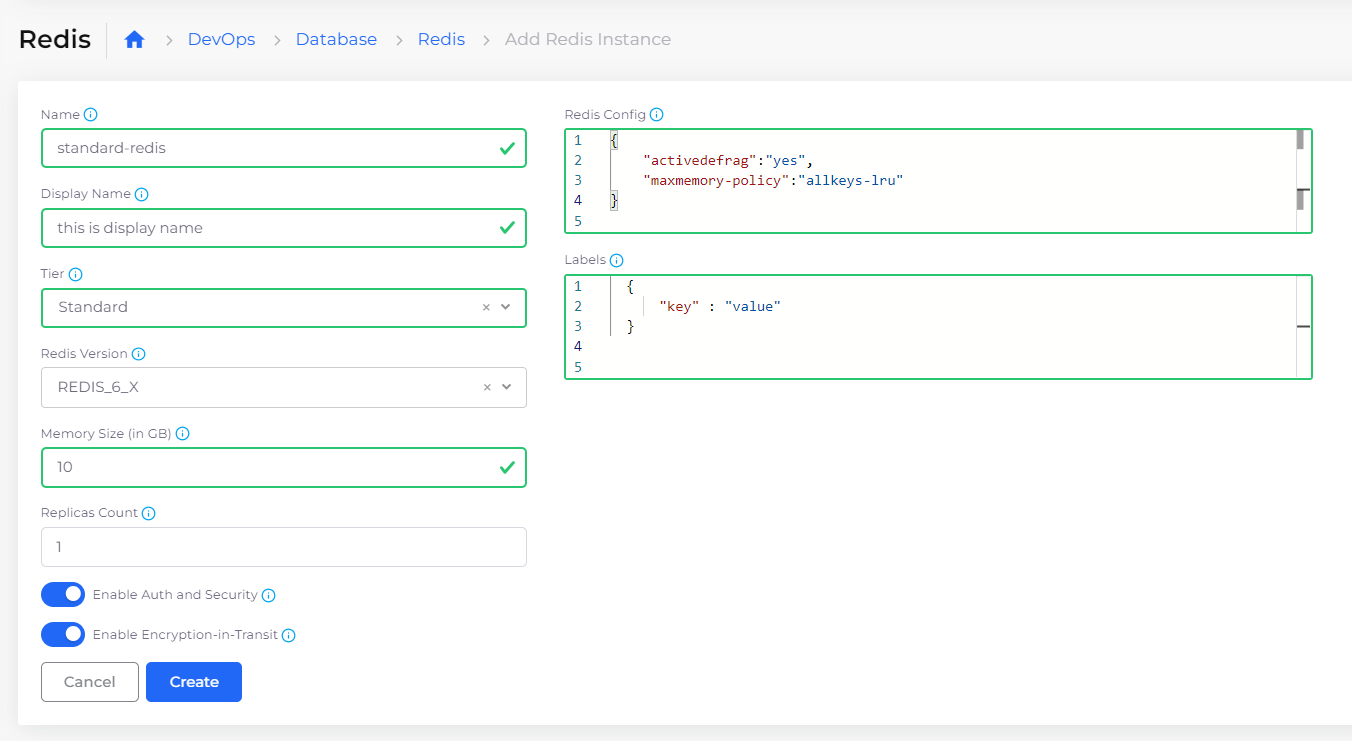 Redis
DevOps
Database
Redis
Add Redis Instance
Name
standard-redis
Display Name
this is display name
Tier
Standard
Redis Version
REDIS_6_X
Memory Size (in GB)
10
Replicas Count
1
Enable Auth and Security
Enable Encryption-in-Transit
Cancel
Create
Redis Config
1 {
2 "activedefrag":"yes",
3 "maxmemory-policy":"allkeys-lru"
4 }
5
Labels
1 {
2 "key" : "value"
3 }
4
5